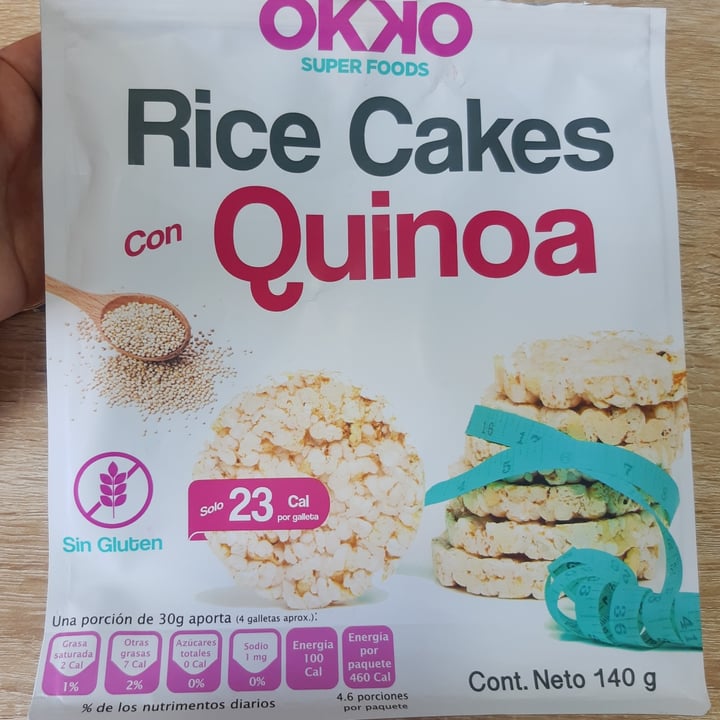 OKKO
SUPER FOODS
Rice Cakes
con Quinoa
Solo 23 Cal
por galleta
Sin Gluten
Una porción de 30g aporta (4 galletas aprox.):
Grasa saturada 2 Cal 1%
Otras grasas 7 Cal 2%
Azúcares totales 0 Cal 0%
Sodio 1 mg 0%
Energía 100 Cal
Energía por paquete 460 Cal
% de los nutrimentos diarios
4.6 porciones
por paquete
Cont. Neto 140 g